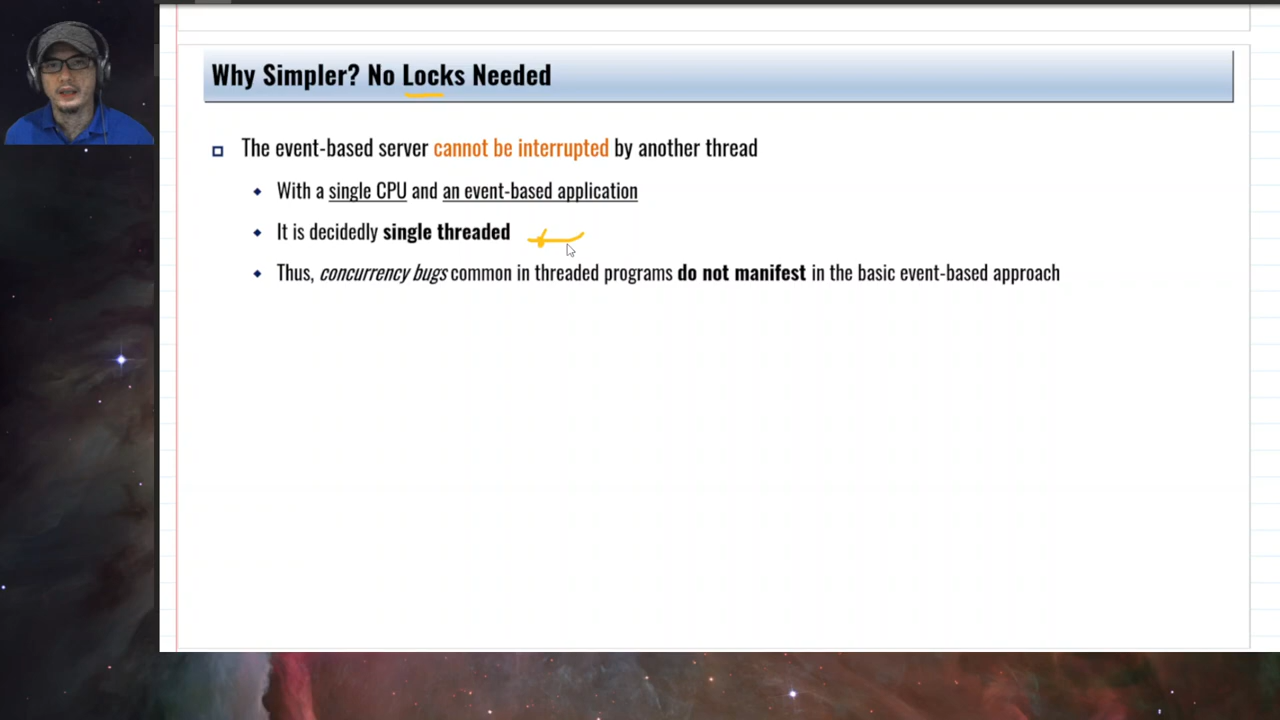 Why Simpler? No Locks Needed
The event-based server cannot be interrupted by another thread
With a single CPU and an event-based application
It is decidedly single threaded
Thus, concurrency bugs common in threaded programs do not manifest in the basic event-based approach